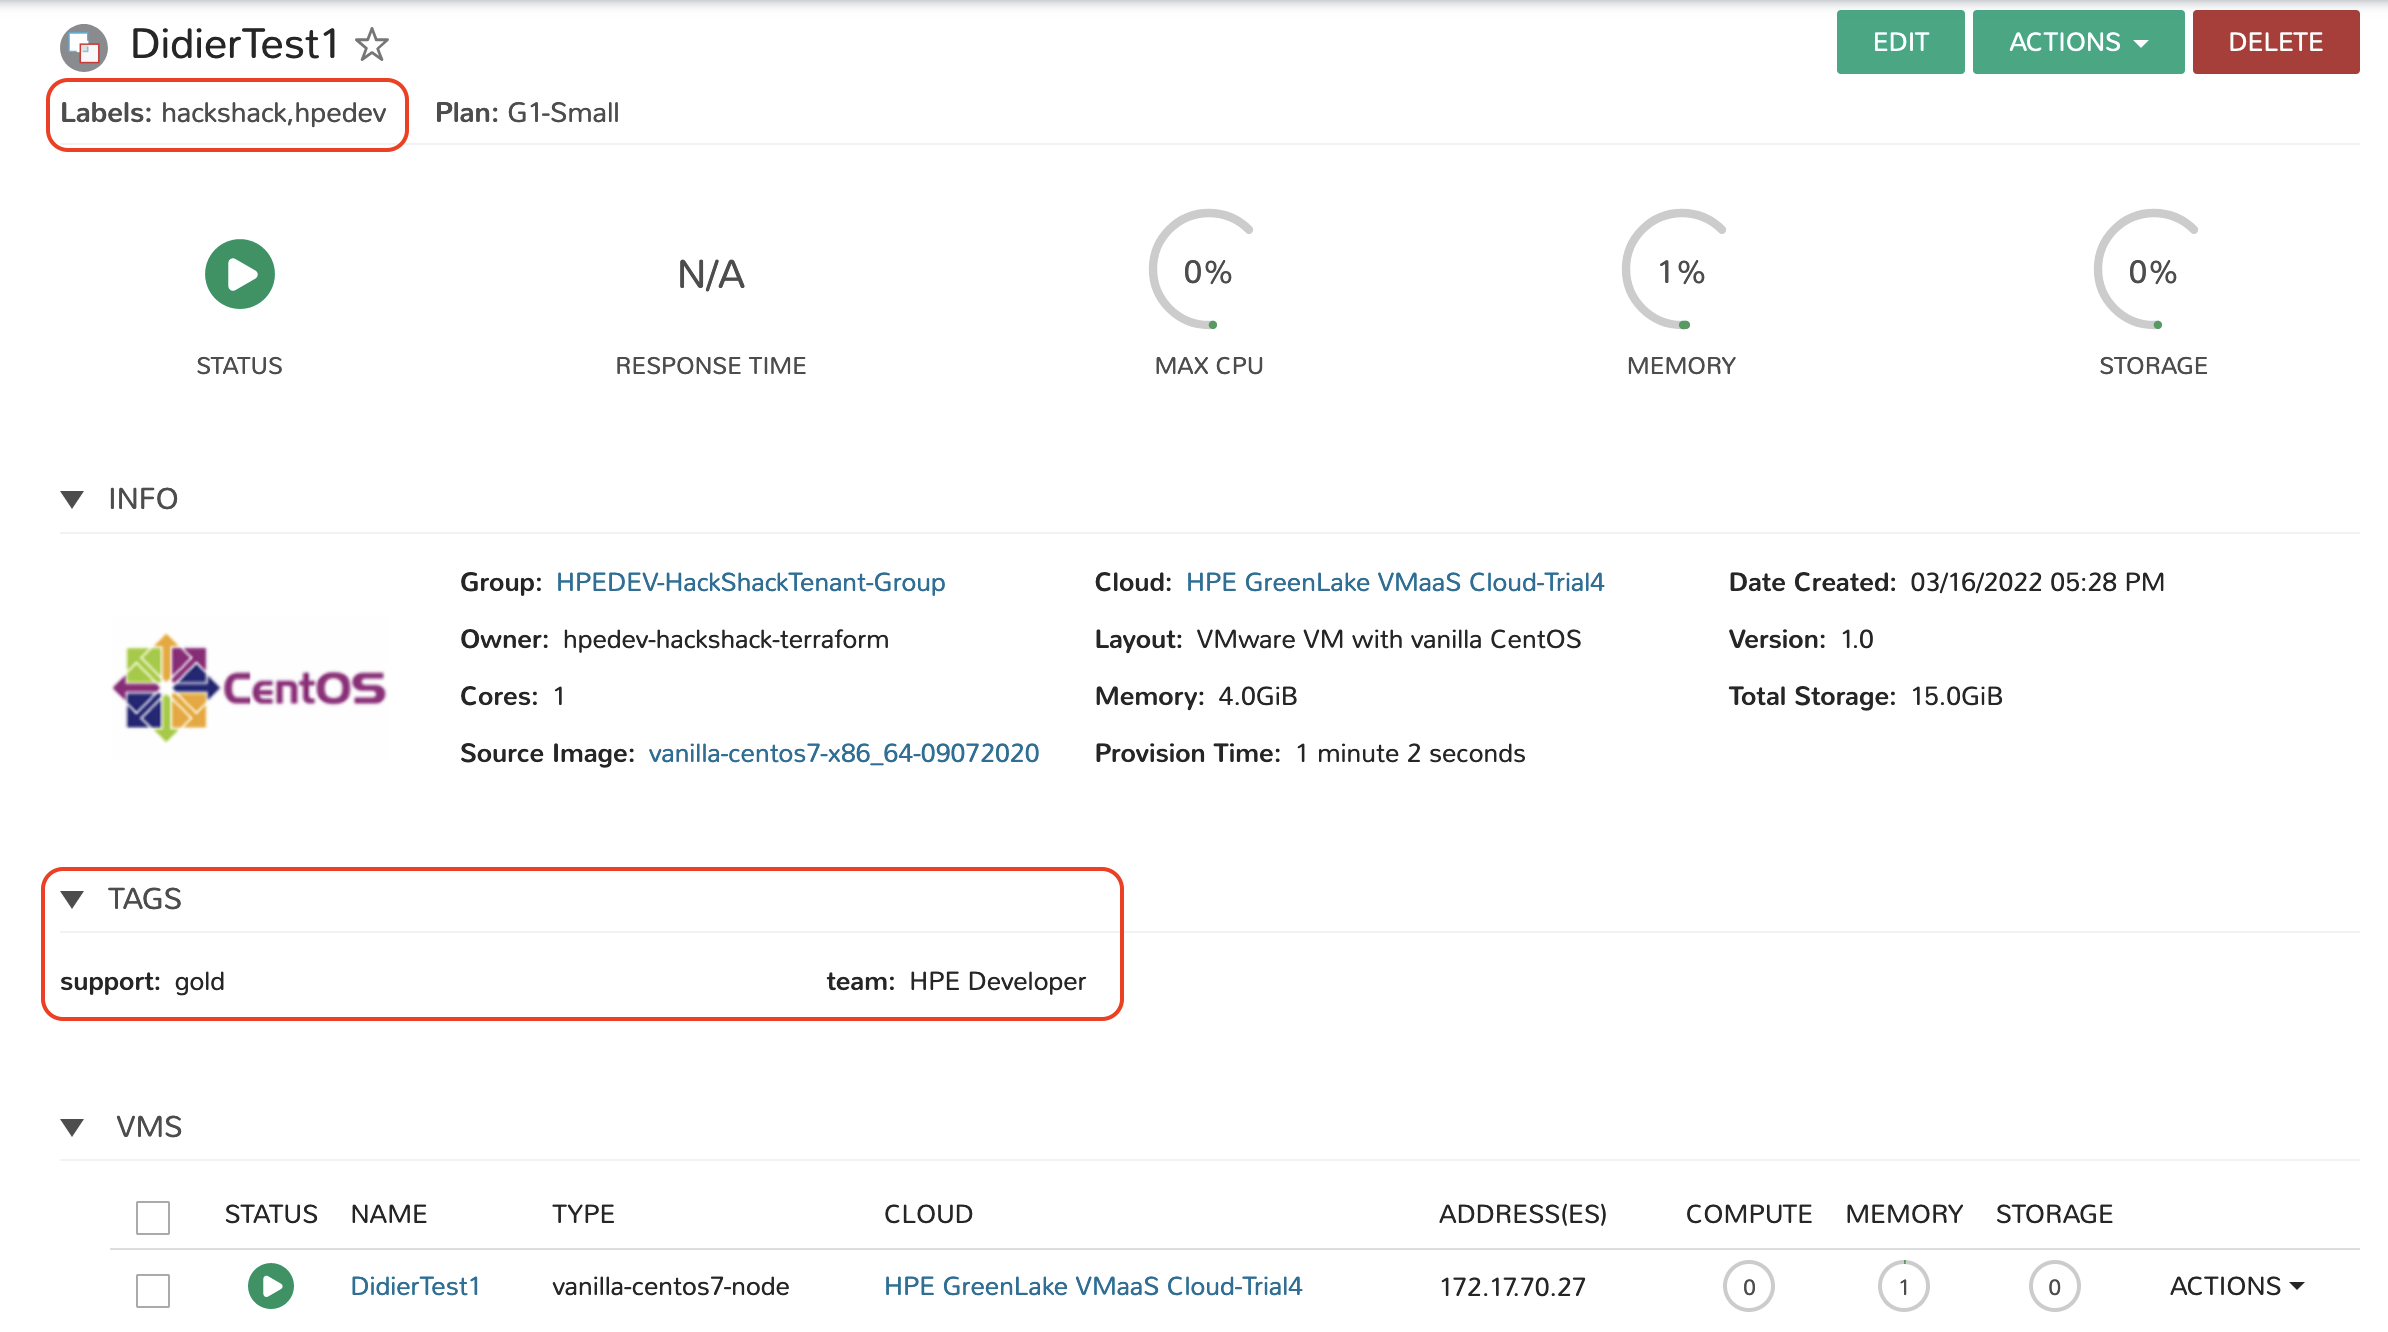 DidierTest1
EDIT ACTIONS DELETE
Labels: hackshack,hpedev Plan: G1-Small
N/A 0% 1% 0%
STATUS RESPONSE TIME MAX CPU MEMORY STORAGE
INFO
Group: HPEDEV-HackShackTenant-Group Cloud: HPE GreenLake VMaaS Cloud-Trial4 Date Created: 03/16/2022 05:28 PM
Owner: hpedev-hackshack-terraform Layout: VMware VM with vanilla CentOS Version: 1.0
CentOS
Cores: 1 Memory: 4.0GiB Total Storage: 15.0GiB
Source Image: vanilla-centos7-x86_64-09072020 Provision Time: 1 minute 2 seconds
TAGS
support: gold team: HPE Developer
VMS
STATUS NAME TYPE CLOUD ADDRESS(ES) COMPUTE MEMORY STORAGE
DidierTest1 vanilla-centos7-node HPE GreenLake VMaaS Cloud-Trial4 172.17.70.27 0 1 0 ACTIONS